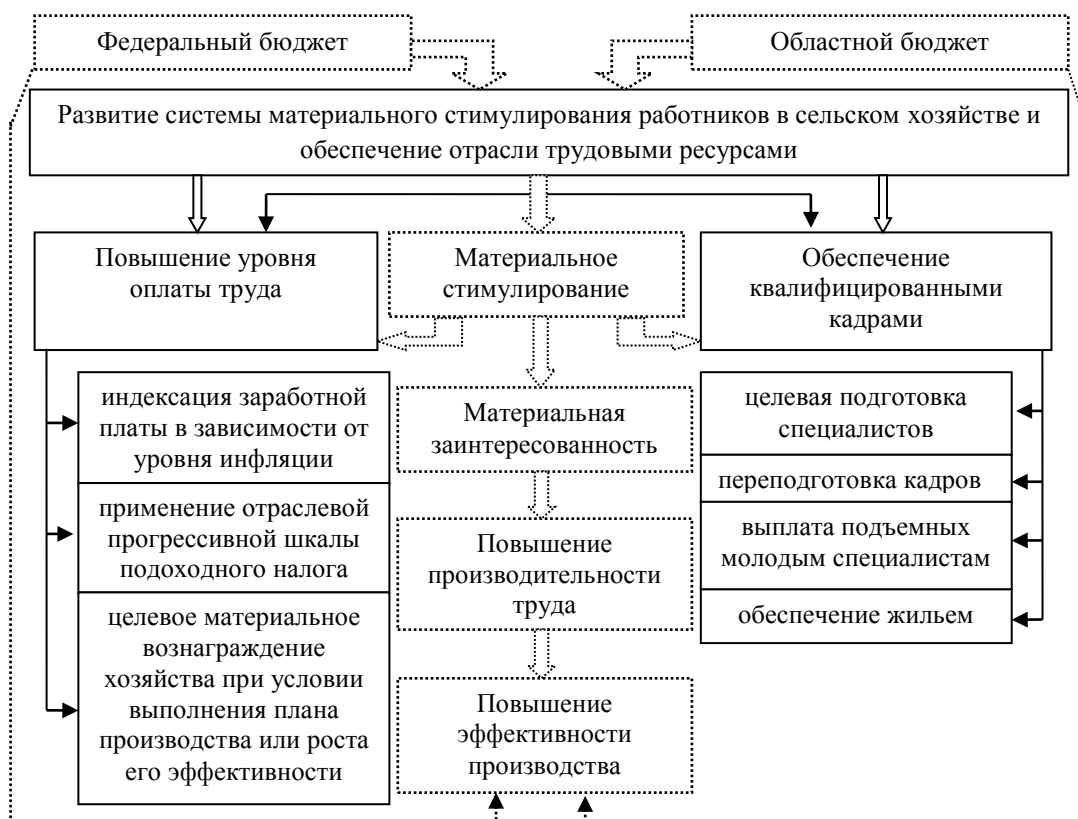 Федеральный бюджет
Областной бюджет
Развитие системы материального стимулирования работников в сельском хозяйстве и
обеспечение отрасли трудовыми ресурсами
Повышение уровня
оплаты труда
Материальное
стимулирование
Обеспечение
квалифицированными
кадрами
индексация заработной
платы в зависимости от
уровня инфляции
применение отраслевой
прогрессивной шкалы
подоходного налога
целевое материальное
вознаграждение
хозяйства при условии
выполнения плана
производства или роста
его эффективности
Материальная
заинтересованность
Повышение
производительности
труда
Повышение
эффективности
производства
целевая подготовка
специалистов
переподготовка кадров
выплата подъемных
молодым специалистам
обеспечение жильем